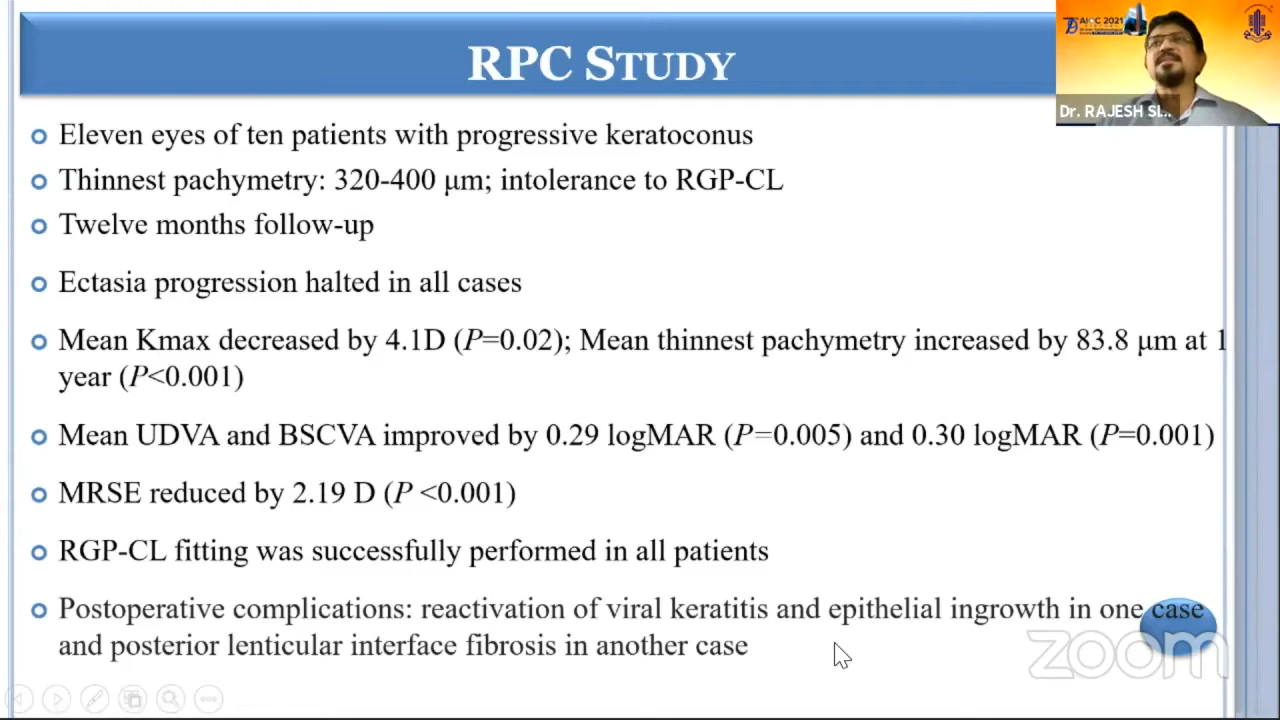 RPC STUDY
AIOC 2021
Dr. RAJESH SI...
Eleven eyes of ten patients with progressive keratoconus
Thinnest pachymetry: 320-400 μm; intolerance to RGP-CL
Twelve months follow-up
Ectasia progression halted in all cases
Mean Kmax decreased by 4.1D (P=0.02); Mean thinnest pachymetry increased by 83.8 μm at 1
year (P<0.001)
Mean UDVA and BSCVA improved by 0.29 logMAR (P=0.005) and 0.30 logMAR (P=0.001)
MRSE reduced by 2.19 D (P <0.001)
RGP-CL fitting was successfully performed in all patients
Postoperative complications: reactivation of viral keratitis and epithelial ingrowth in one case
and posterior lenticular interface fibrosis in another case
zoom